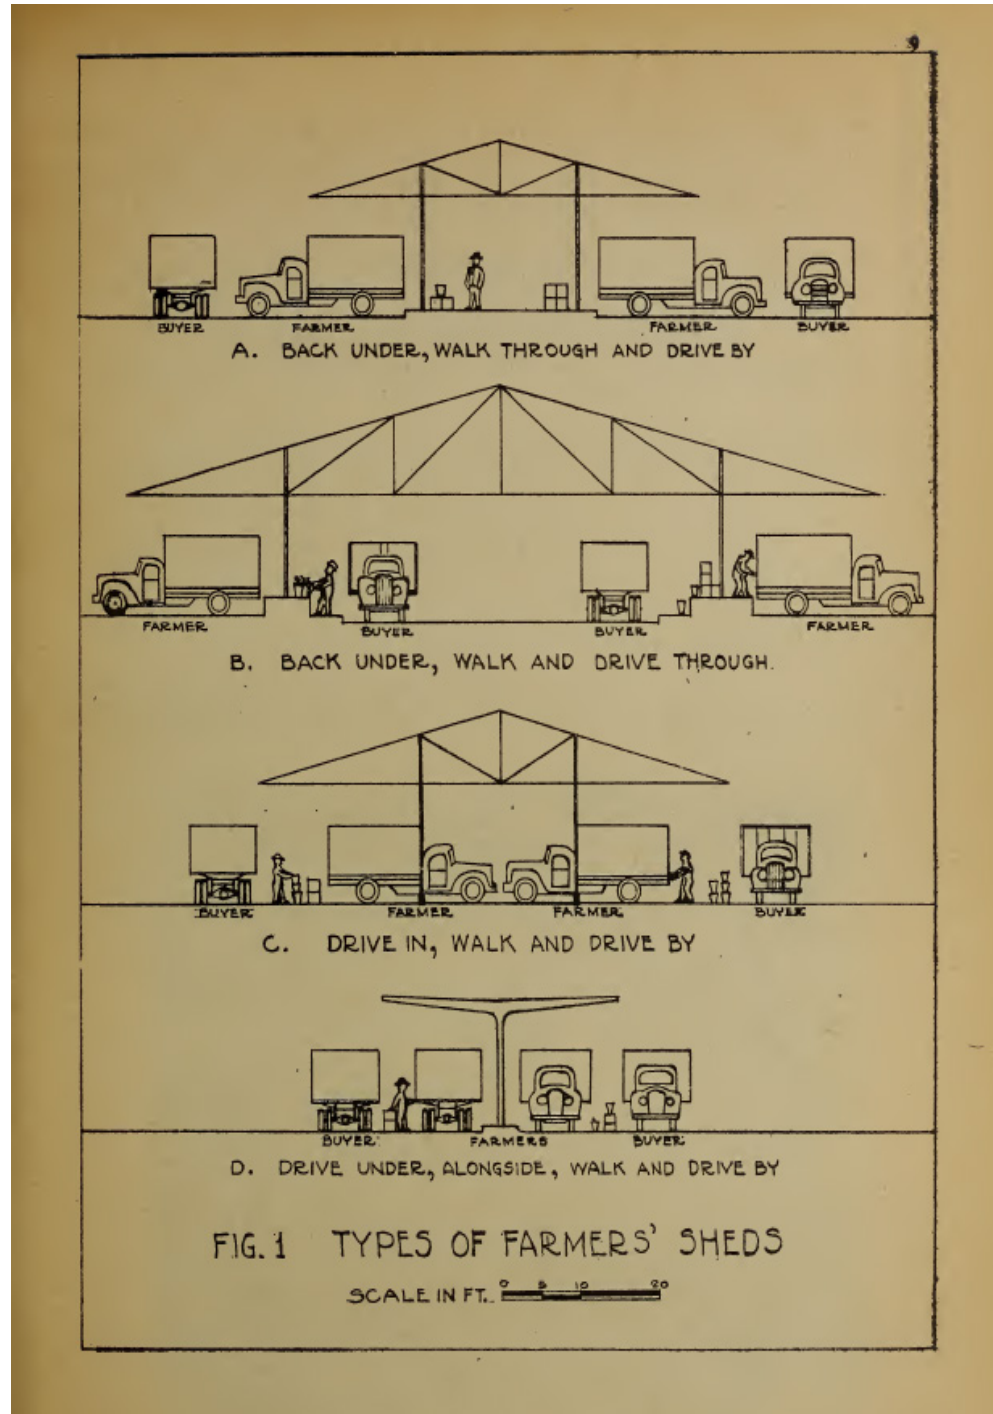 9
BUYER FARMER FARMER BUYER
A. BACK UNDER, WALK THROUGH AND DRIVE BY
FARMER BUYER BUYER FARMER
B. BACK UNDER, WALK AND DRIVE THROUGH.
BUYER FARMER FARMER BUYER
C. DRIVE IN, WALK AND DRIVE BY
BUYER FARMERS BUYER
D. DRIVE UNDER, ALONGSIDE, WALK AND DRIVE BY
FIG. 1 TYPES OF FARMERS' SHEDS
SCALE IN FT. 0 5 10 20